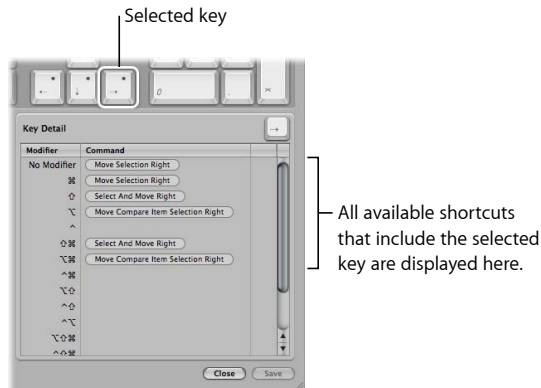 Selected key
←
↓
→
0
.
⌤
Key Detail
→
Modifier Command
No Modifier Move Selection Right
⌘ Move Selection Right
⇧ Select And Move Right
⌥ Move Compare Item Selection Right
^
⇧⌘ Select And Move Right
⌥⌘ Move Compare Item Selection Right
^⌘
⌥⇧
^⇧
^⌥
⌥⇧⌘
^⇧⌘
Close Save
All available shortcuts
that include the selected
key are displayed here.